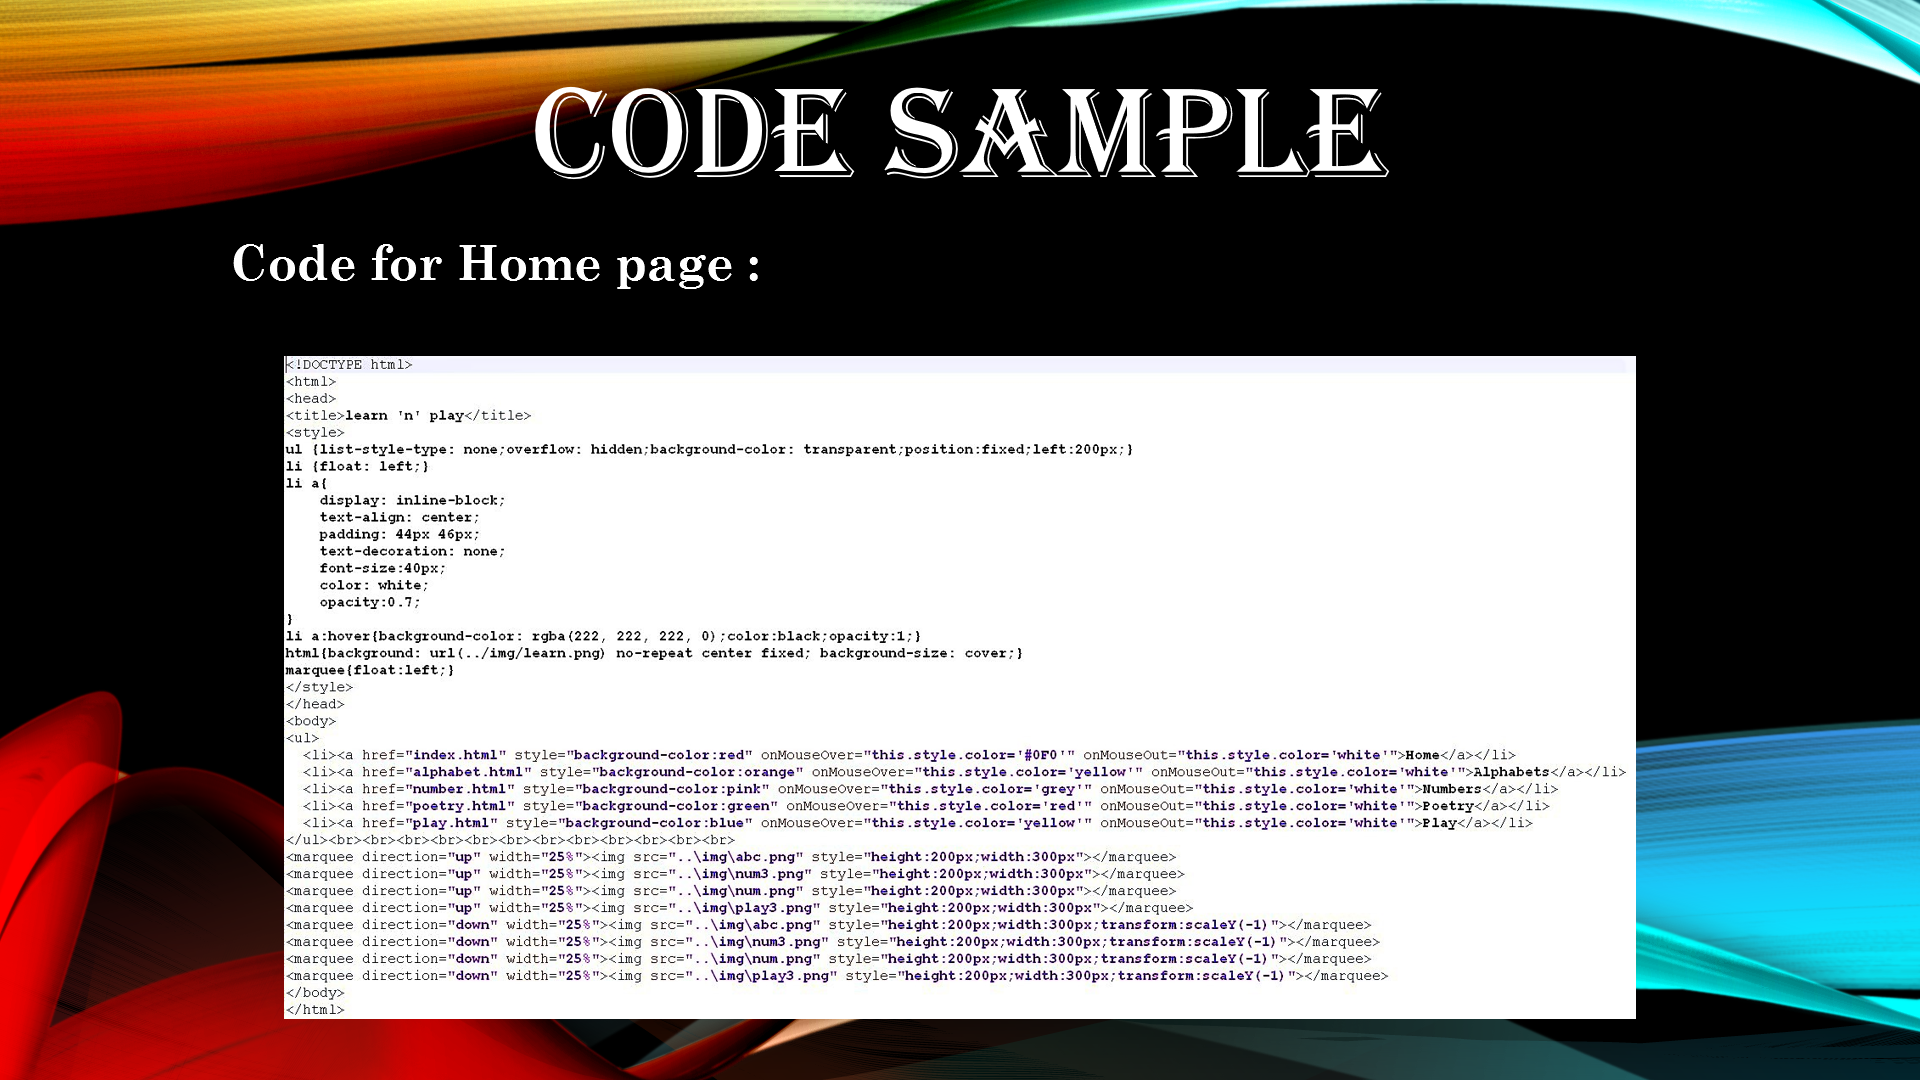 CODE SAMPLE
Code for Home page :
<!DOCTYPE html>
<html>
<head>
<title>learn 'n' play</title>
<style>
ul {list-style-type: none;overflow: hidden;background-color: transparent;position:fixed;left:200px;}
li {float: left;}
li a{
    display: inline-block;
    text-align: center;
    padding: 44px 46px;
    text-decoration: none;
    font-size:40px;
    color: white;
    opacity:0.7;
}
li a:hover{background-color: rgba(222, 222, 222, 0);color:black;opacity:1;}
html{background: url(../img/learn.png) no-repeat center fixed; background-size: cover;}
marquee{float:left;}
</style>
</head>
<body>
<ul>
  <li><a href="index.html" style="background-color:red" onMouseOver="this.style.color='#0F0'" onMouseOut="this.style.color='white'">Home</a></li>
  <li><a href="alphabet.html" style="background-color:orange" onMouseOver="this.style.color='yellow'" onMouseOut="this.style.color='white'">Alphabets</a></li>
  <li><a href="number.html" style="background-color:pink" onMouseOver="this.style.color='grey'" onMouseOut="this.style.color='white'">Numbers</a></li>
  <li><a href="poetry.html" style="background-color:green" onMouseOver="this.style.color='red'" onMouseOut="this.style.color='white'">Poetry</a></li>
  <li><a href="play.html" style="background-color:blue" onMouseOver="this.style.color='yellow'" onMouseOut="this.style.color='white'">Play</a></li>
</ul><br><br><br><br><br><br><br><br><br><br><br><br>
<marquee direction="up" width="25%"><img src="..\img\abc.png" style="height:200px;width:300px"></marquee>
<marquee direction="up" width="25%"><img src="..\img\num3.png" style="height:200px;width:300px"></marquee>
<marquee direction="up" width="25%"><img src="..\img\num.png" style="height:200px;width:300px"></marquee>
<marquee direction="up" width="25%"><img src="..\img\play3.png" style="height:200px;width:300px"></marquee>
<marquee direction="down" width="25%"><img src="..\img\abc.png" style="height:200px;width:300px;transform:scaleY(-1)"></marquee>
<marquee direction="down" width="25%"><img src="..\img\num3.png" style="height:200px;width:300px;transform:scaleY(-1)"></marquee>
<marquee direction="down" width="25%"><img src="..\img\num.png" style="height:200px;width:300px;transform:scaleY(-1)"></marquee>
<marquee direction="down" width="25%"><img src="..\img\play3.png" style="height:200px;width:300px;transform:scaleY(-1)"></marquee>
</body>
</html>